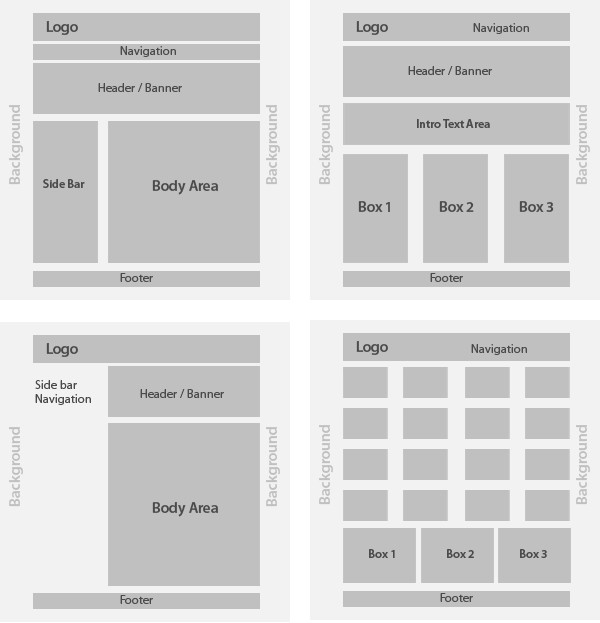 Logo
Navigation
Header / Banner
Background
Side Bar
Body Area
Background
Footer
Logo
Navigation
Header / Banner
Intro Text Area
Background
Box 1
Box 2
Box 3
Background
Footer
Logo
Side bar
Navigation
Header / Banner
Background
Body Area
Background
Footer
Logo
Navigation
Background
Background
Box 1
Box 2
Box 3
Footer